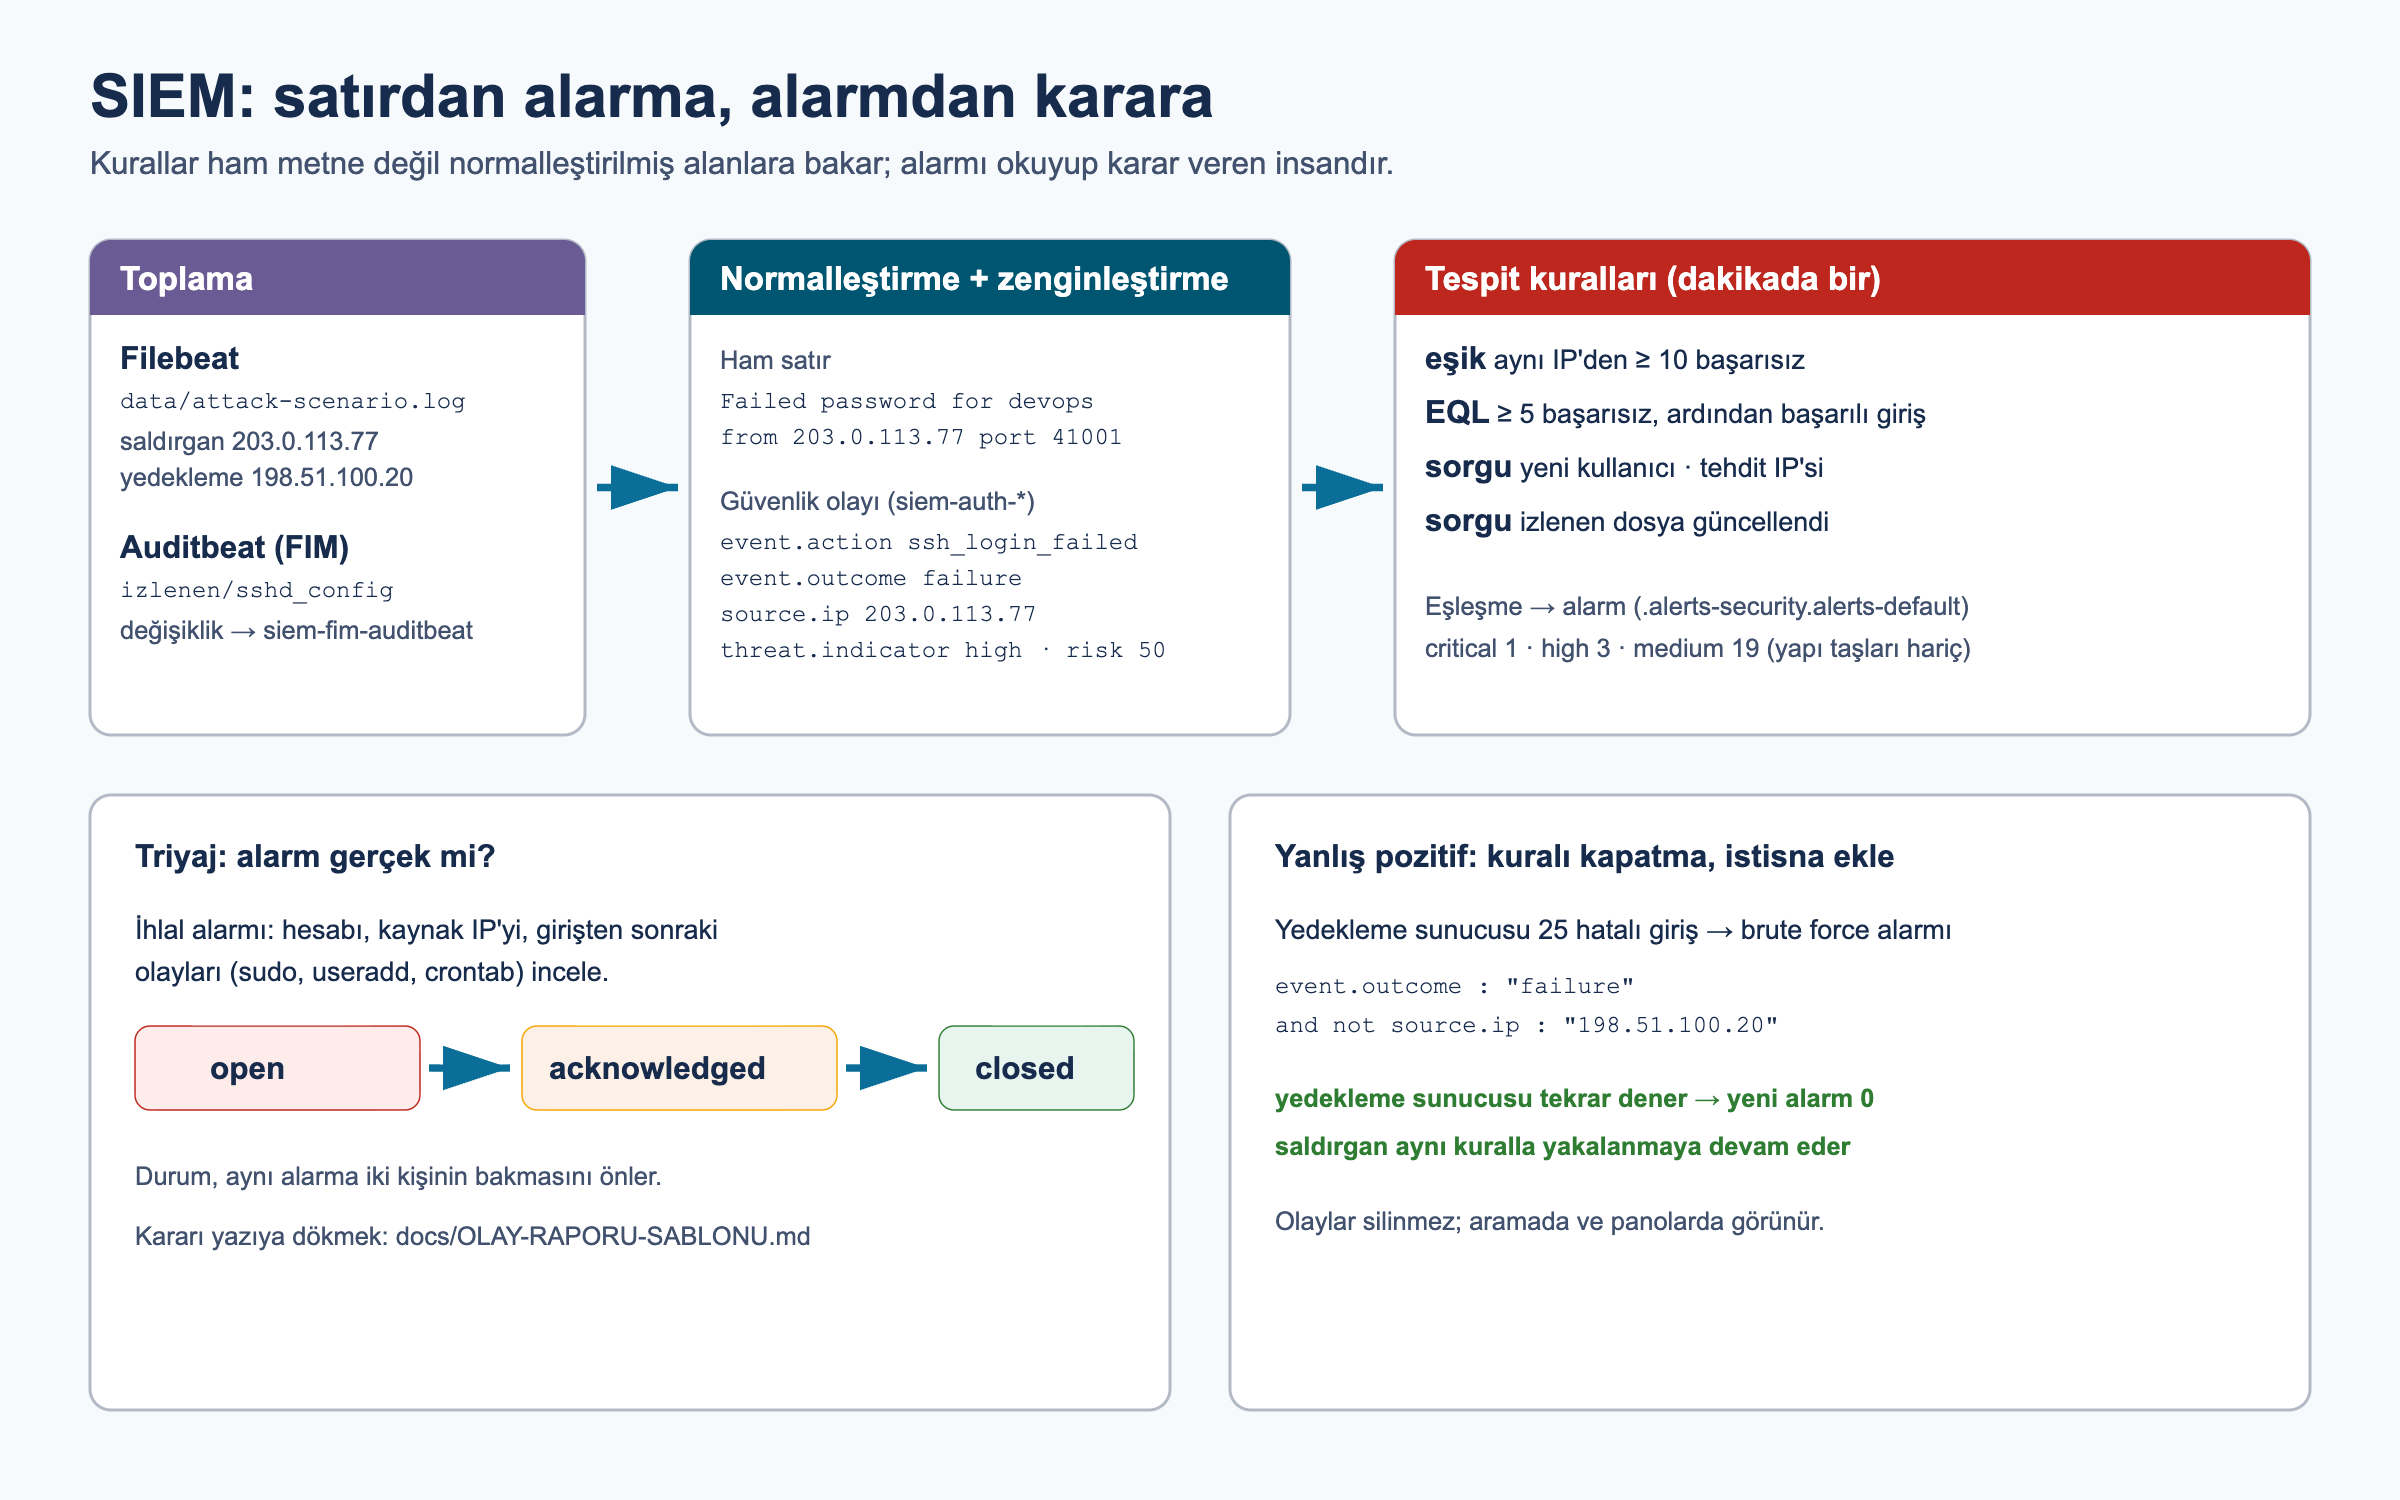 SIEM: satırdan alarma, alarmdan karara
Kurallar ham metne değil normalleştirilmiş alanlara bakar; alarmı okuyup karar veren insandır.
Toplama
Filebeat
data/attack-scenario.log
saldırgan 203.0.113.77
yedekleme 198.51.100.20
Auditbeat (FIM)
izlenen/sshd_config
değişiklik → siem-fim-auditbeat
Normalleştirme + zenginleştirme
Ham satır
Failed password for devops
from 203.0.113.77 port 41001
Güvenlik olayı (siem-auth-*)
event.action ssh_login_failed
event.outcome failure
source.ip 203.0.113.77
threat.indicator high · risk 50
Tespit kuralları (dakikada bir)
eşik aynı IP'den ≥ 10 başarısız
EQL ≥ 5 başarısız, ardından başarılı giriş
sorgu yeni kullanıcı · tehdit IP'si
sorgu izlenen dosya güncellendi
Eşleşme → alarm (.alerts-security.alerts-default)
critical 1 · high 3 · medium 19 (yapı taşları hariç)
Triyaj: alarm gerçek mi?
İhlal alarmı: hesabı, kaynak IP'yi, girişten sonraki
olayları (sudo, useradd, crontab) incele.
open
acknowledged
closed
Durum, aynı alarma iki kişinin bakmasını önler.
Kararı yazıya dökmek: docs/OLAY-RAPORU-SABLONU.md
Yanlış pozitif: kuralı kapatma, istisna ekle
Yedekleme sunucusu 25 hatalı giriş → brute force alarmı
event.outcome : "failure"
and not source.ip : "198.51.100.20"
yedekleme sunucusu tekrar dener → yeni alarm 0
saldırgan aynı kuralla yakalanmaya devam eder
Olaylar silinmez; aramada ve panolarda görünür.